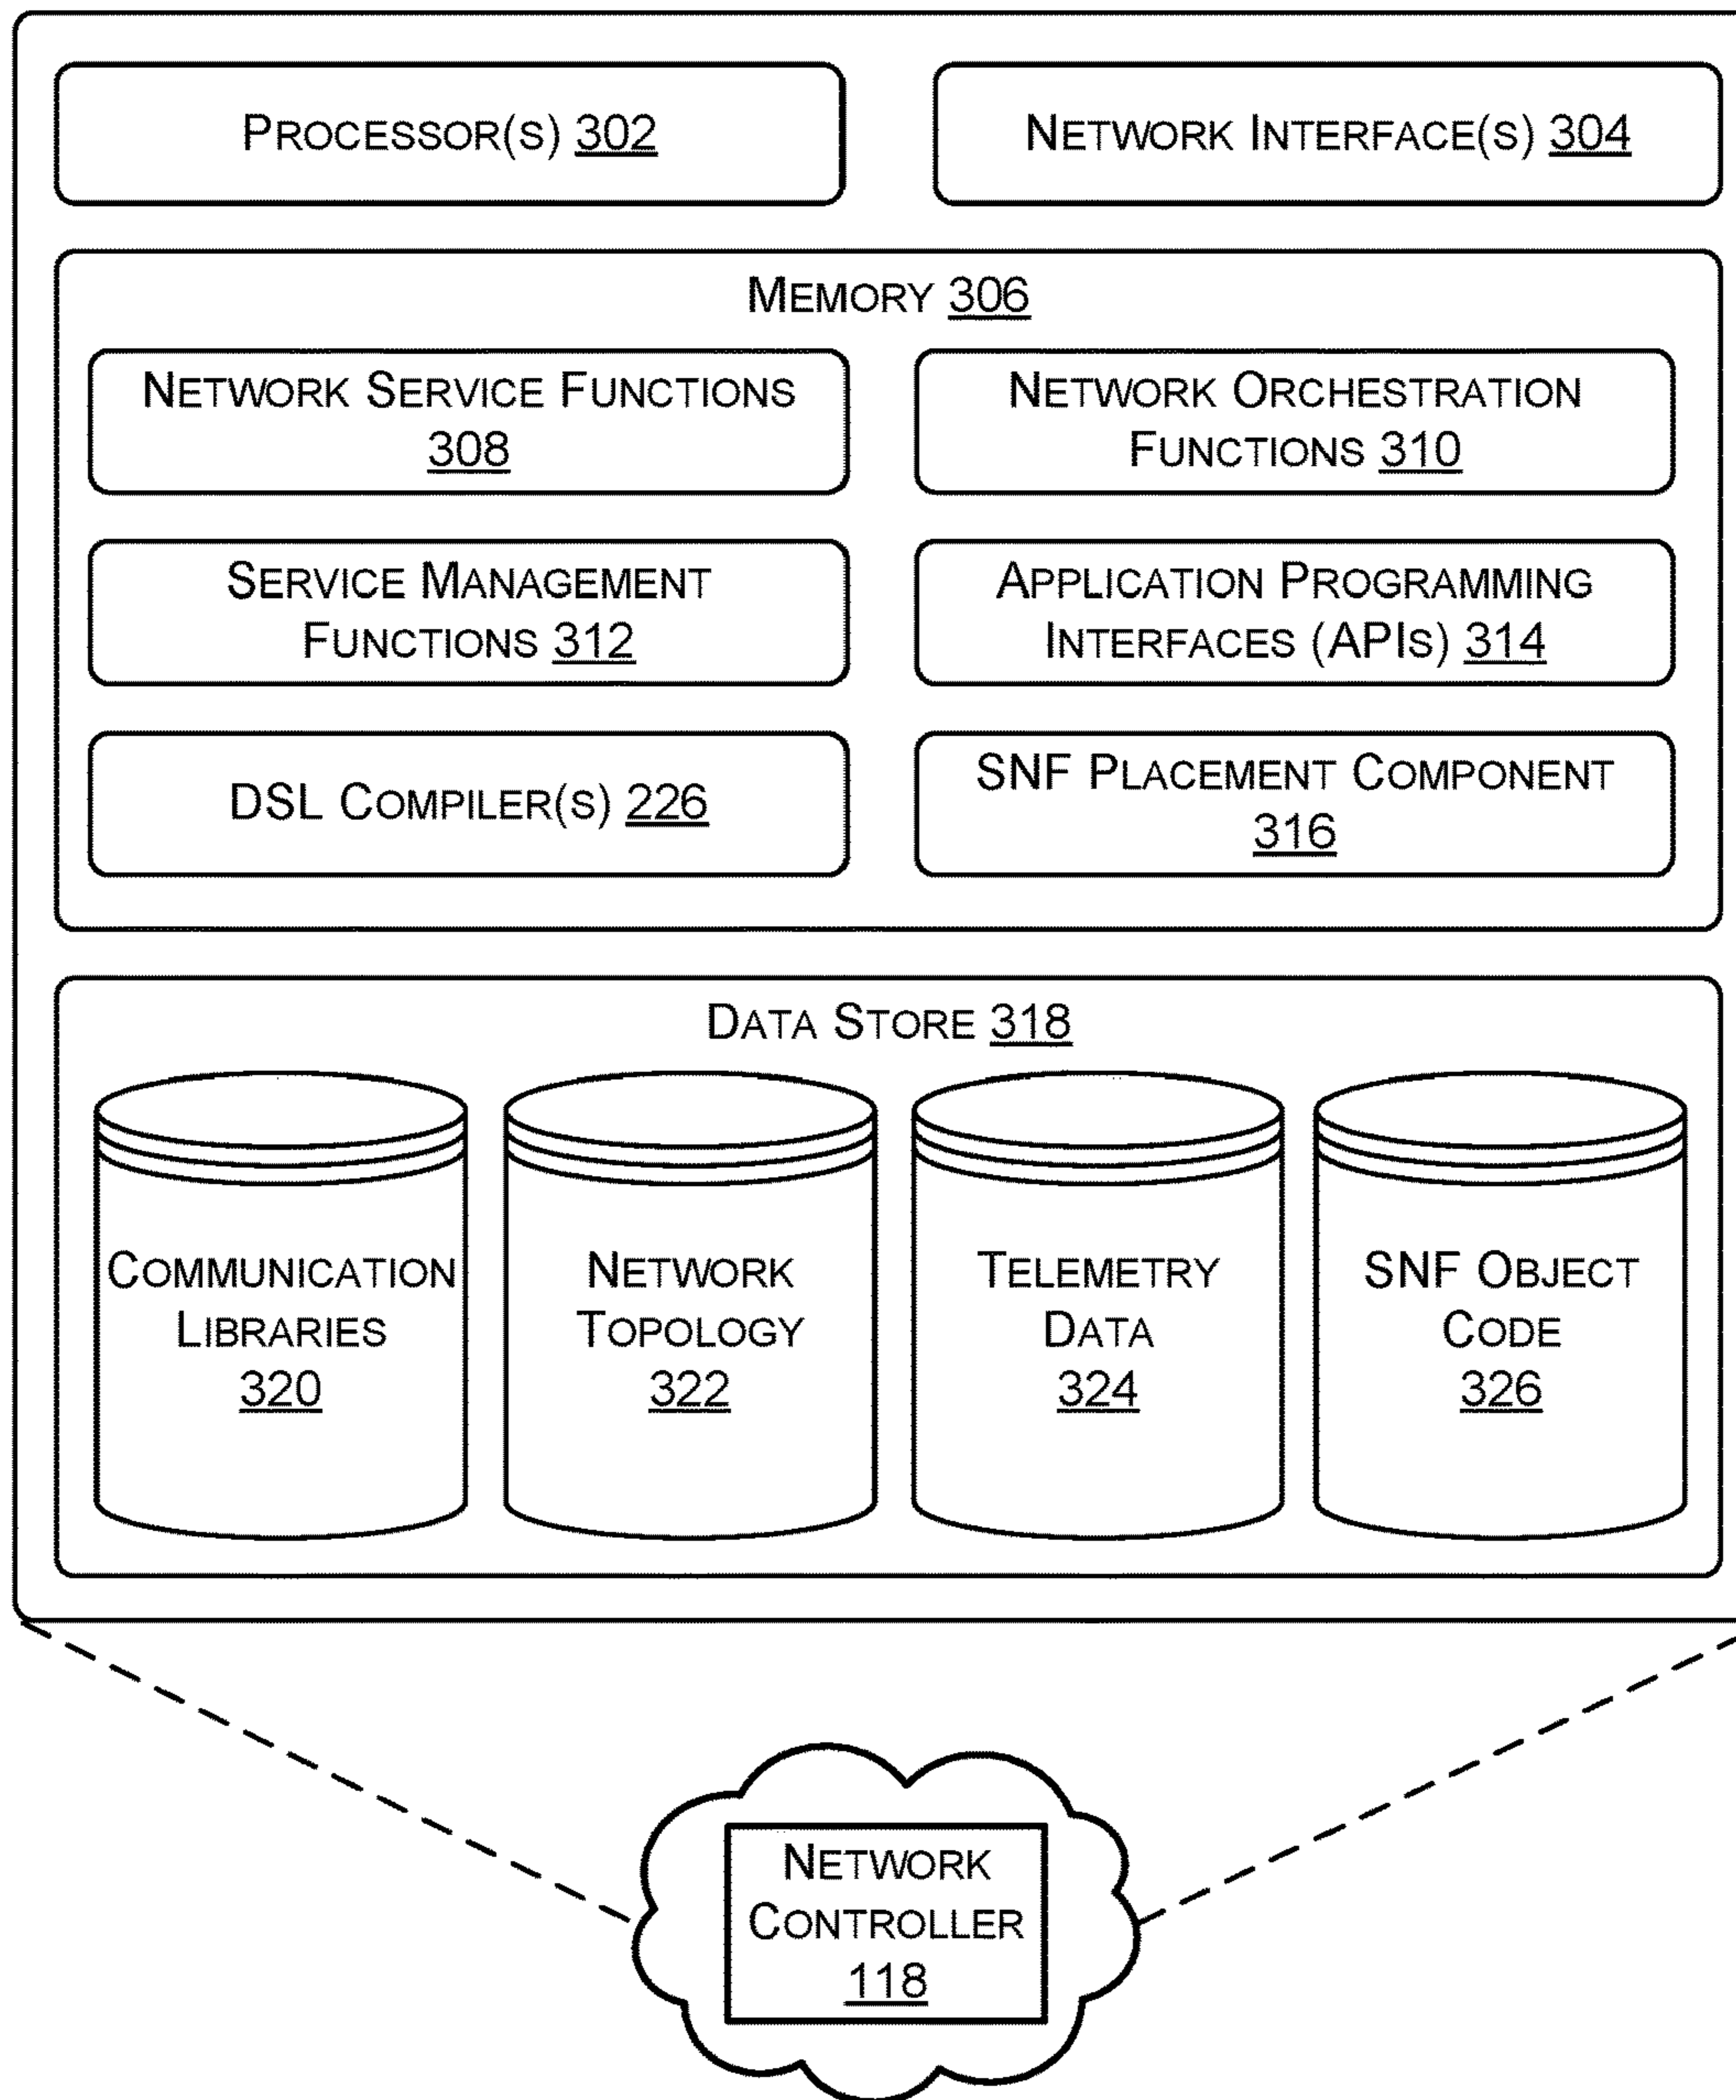 PROCESSOR(S) 302
NETWORK INTERFACE(S) 304
MEMORY 306
NETWORK SERVICE FUNCTIONS
308
NETWORK ORCHESTRATION
FUNCTIONS 310
SERVICE MANAGEMENT
FUNCTIONS 312
APPLICATION PROGRAMMING
INTERFACES (APIS) 314
DSL COMPILER(S) 226
SNF PLACEMENT COMPONENT
316
DATA STORE 318
COMMUNICATION
LIBRARIES
320
NETWORK
TOPOLOGY
322
TELEMETRY
DATA
324
SNF OBJECT
CODE
326
NETWORK
CONTROLLER
118